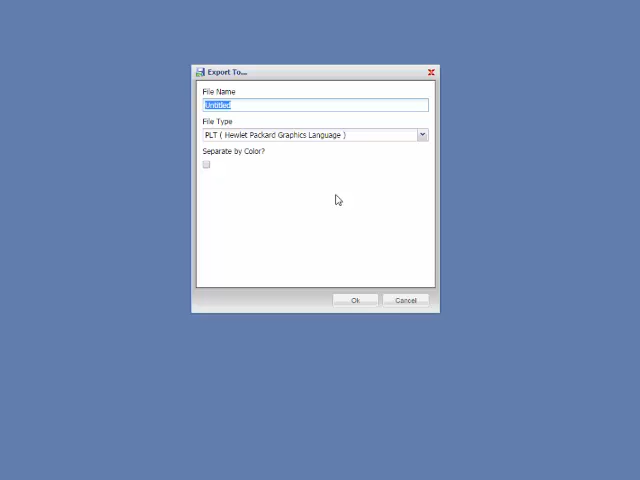 Export To...
File Name
Untitled
File Type
PLT ( Hewlet Packard Graphics Language )
Separate by Color?
Ok
Cancel